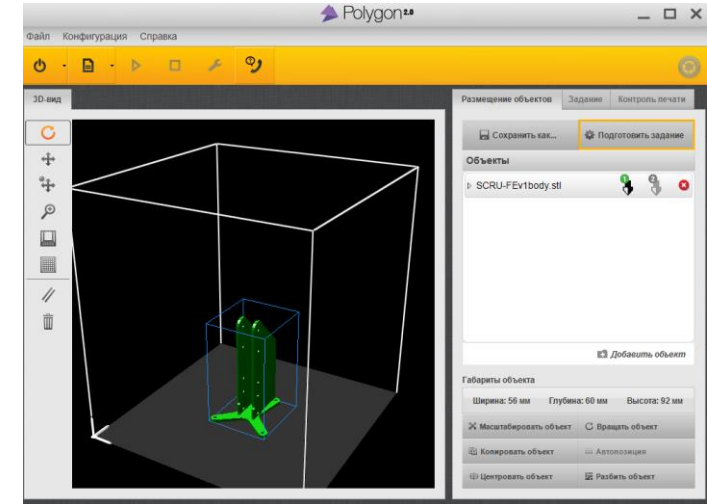 Polygon 2.0
Файл Конфигурация Справка
3D-вид
Размещение объектов Задание Контроль печати
Сохранить как... Подготовить задание
Объекты
SCRU-FEv1body.stl 1 2
Добавить объект
Габариты объекта
Ширина: 56 мм Глубина: 60 мм Высота: 92 мм
Масштабировать объект Вращать объект
Копировать объект Автопозиция
Центровать объект Разбить объект